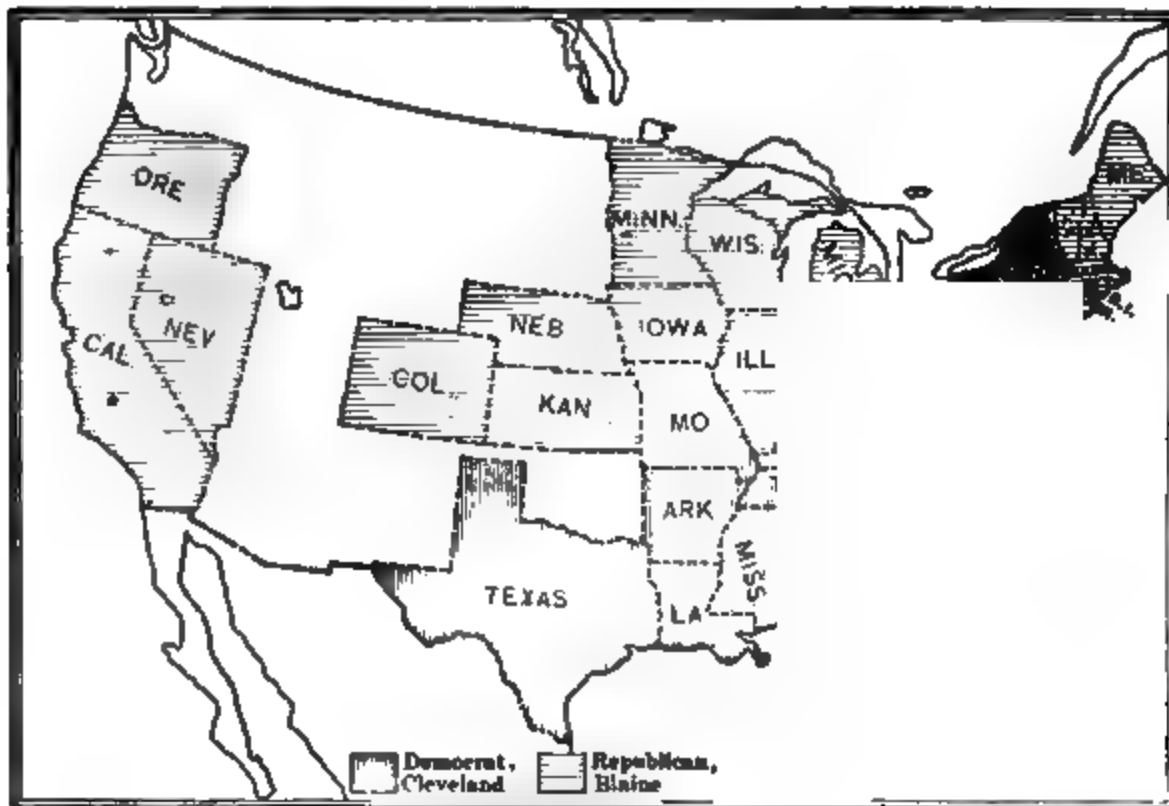 ORE
MINN.
WIS.
NEV
CAL.
NEB
IOWA
ILL
COL.
KAN
MO
ARK
MISS
TEXAS
LA
Democrat,
Cleveland
Republican,
Blaine